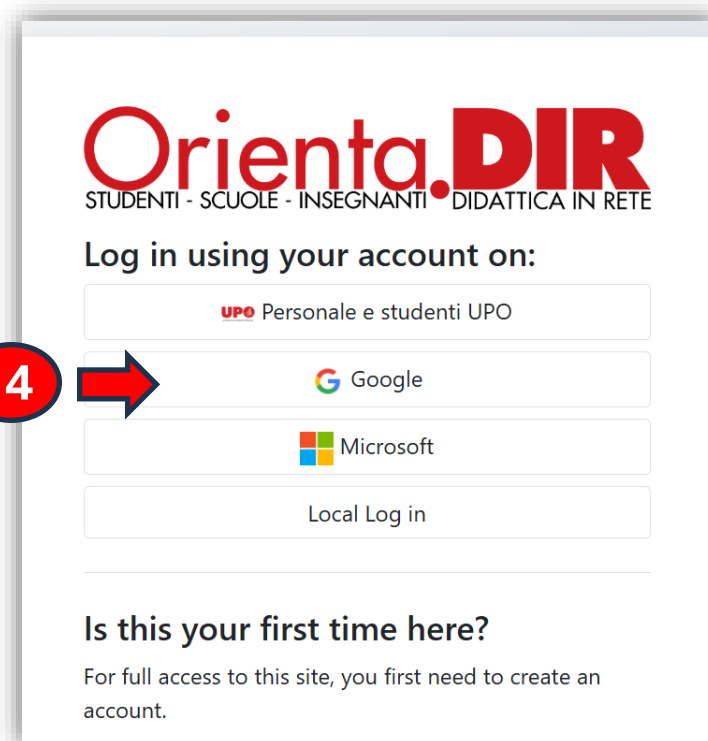 Orienta.DIR
STUDENTI - SCUOLE - INSEGNANTI DIDATTICA IN RETE
Log in using your account on:
UPO Personale e studenti UPO
4
Google
Microsoft
Local Log in
Is this your first time here?
For full access to this site, you first need to create an
account.